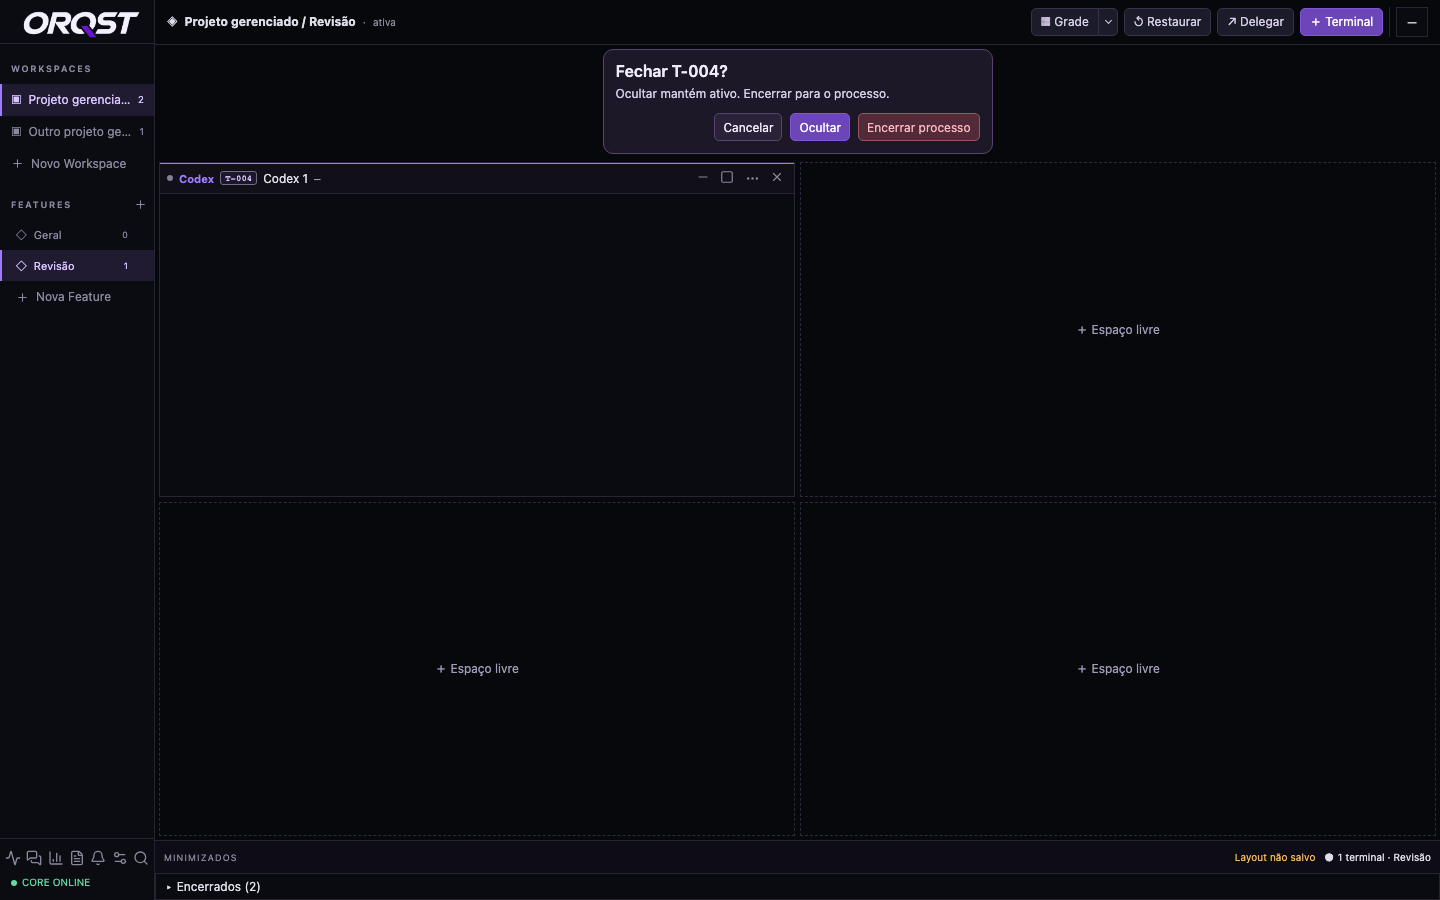 ORQST
Projeto gerenciado / Revisão · ativa
Grade
Restaurar
Delegar
+ Terminal
WORKSPACES
Projeto gerencia... 2
Outro projeto ge... 1
+ Novo Workspace
FEATURES +
Geral 0
Revisão 1
+ Nova Feature
Fechar T-004?
Ocultar mantém ativo. Encerrar para o processo.
Cancelar
Ocultar
Encerrar processo
Codex T-004 Codex 1 –
+ Espaço livre
+ Espaço livre
+ Espaço livre
MINIMIZADOS
Layout não salvo
1 terminal · Revisão
CORE ONLINE
Encerrados (2)